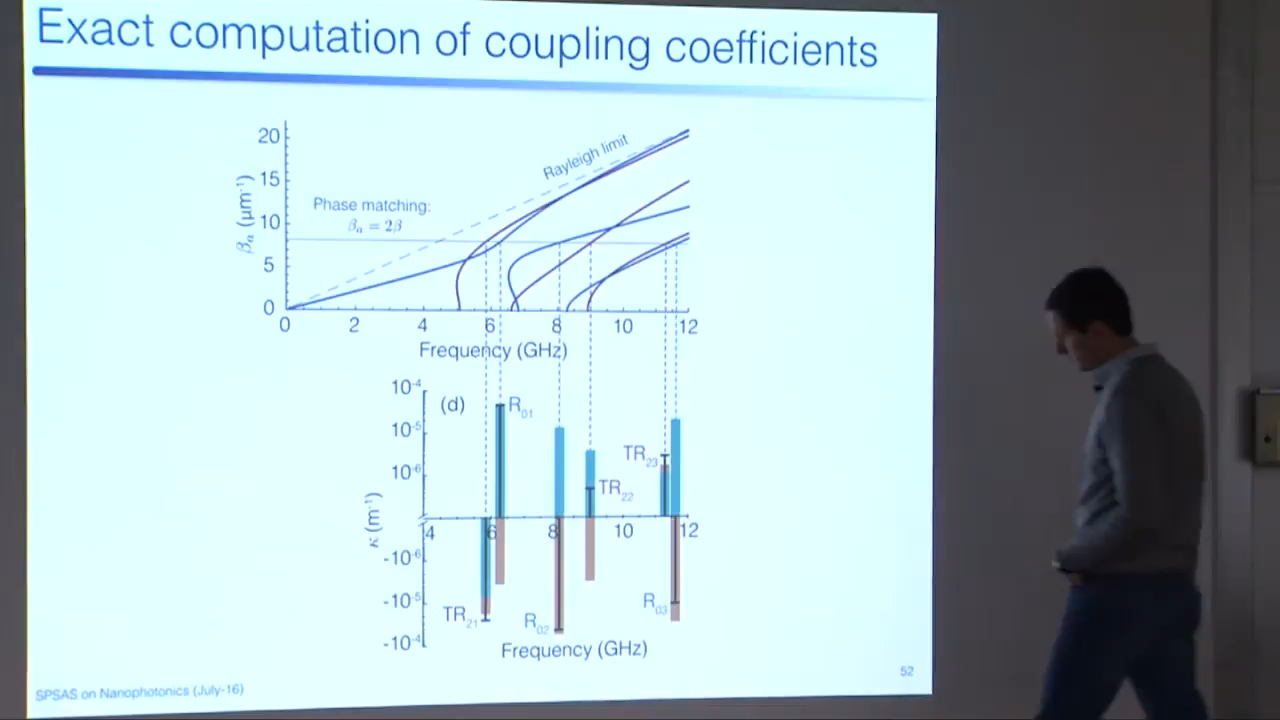 Exact computation of coupling coefficients
20
15
10
5
0
βₐ (μm⁻¹)
Phase matching:
βₐ = 2β
Rayleigh limit
0 2 4 6 8 10 12
Frequency (GHz)
(d)
10⁻⁴
10⁻⁵
10⁻⁶
-10⁻⁶
-10⁻⁵
-10⁻⁴
κ (m⁻¹)
R₀₁
TR₂₃
TR₂₂
4 6 8 10 12
TR₂₁
R₀₂
R₀₃
Frequency (GHz)
52
SPSAS on Nanophotonics (July-16)